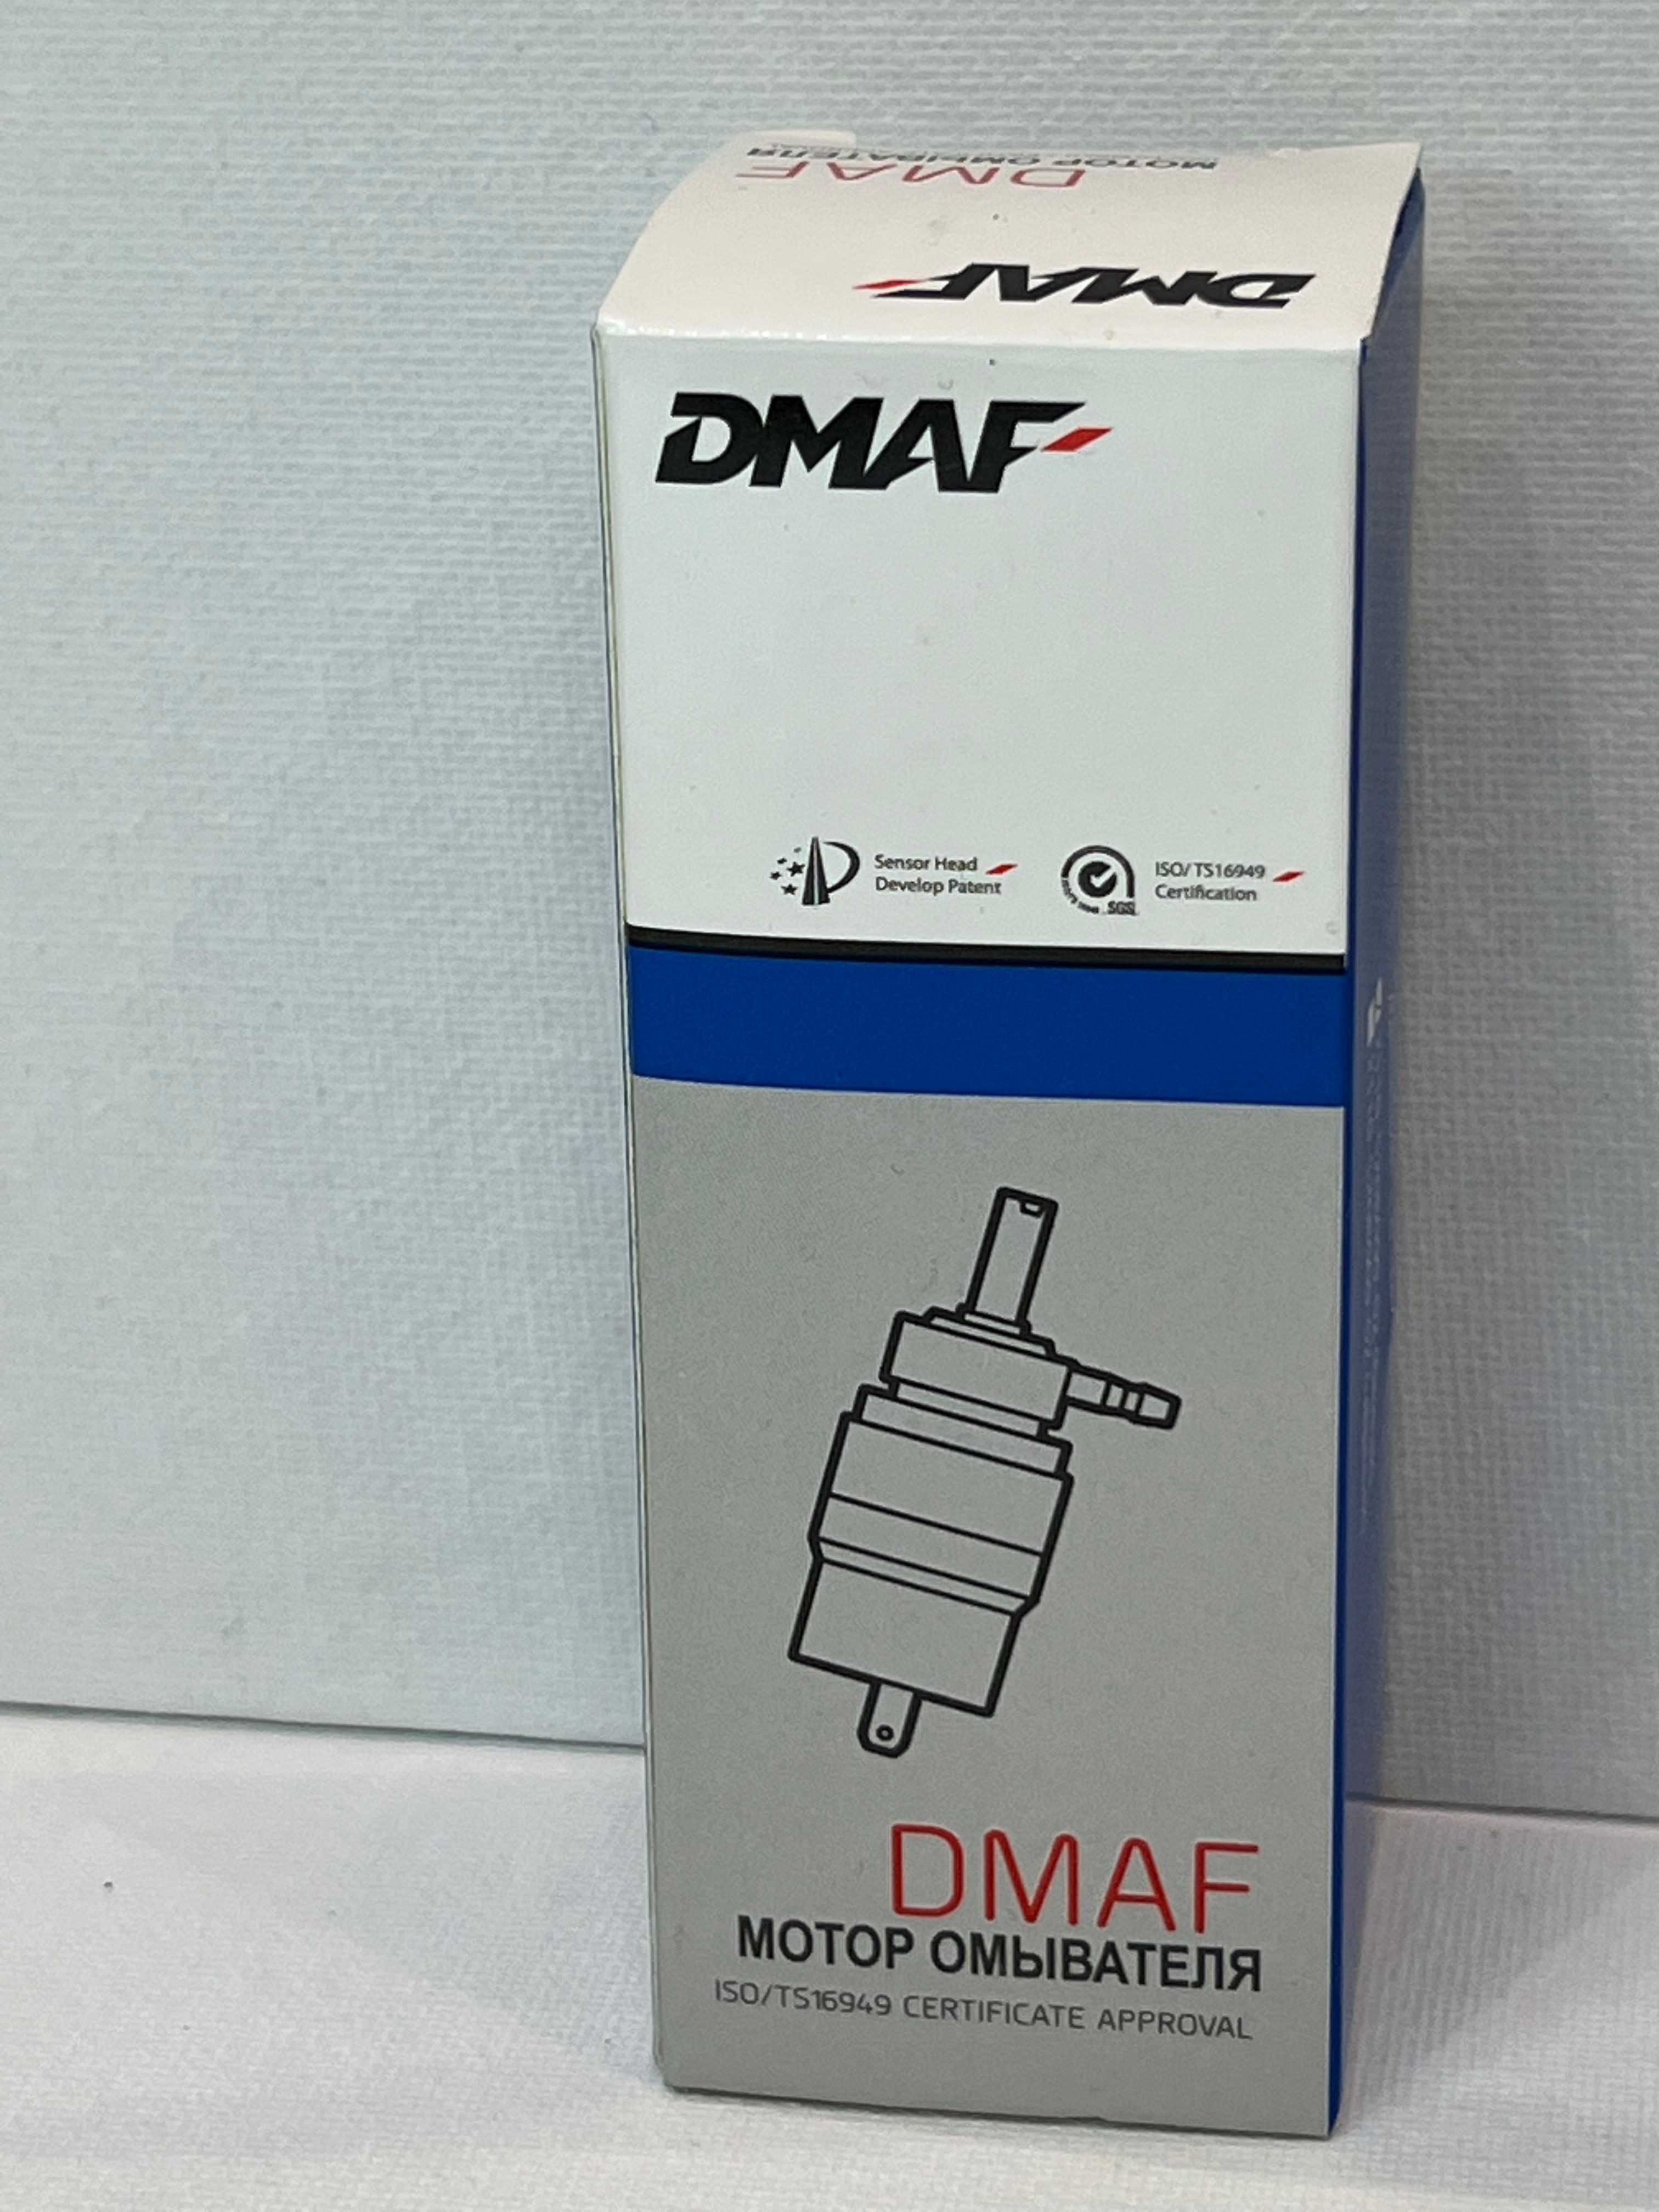 МОТОР ОМЫВАТЕЛЯ
DMAF
DMAF
DMAF
Sensor Head
Develop Patent
SGS
ISO/TS16949
Certification
DMAF
МОТОР ОМЫВАТЕЛЯ
ISO/TS16949 CERTIFICATE APPROVAL